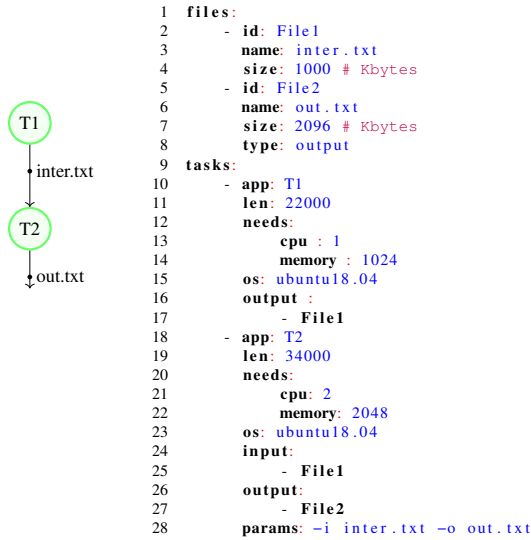 T1
inter.txt
T2
out.txt
1 files:
2 - id: File1
3 name: inter.txt
4 size: 1000 # Kbytes
5 - id: File2
6 name: out.txt
7 size: 2096 # Kbytes
8 type: output
9 tasks:
10 - app: T1
11 len: 22000
12 needs:
13 cpu : 1
14 memory : 1024
15 os: ubuntu18.04
16 output :
17 - File1
18 - app: T2
19 len: 34000
20 needs:
21 cpu: 2
22 memory: 2048
23 os: ubuntu18.04
24 input:
25 - File1
26 output:
27 - File2
28 params: −i inter.txt −o out.txt